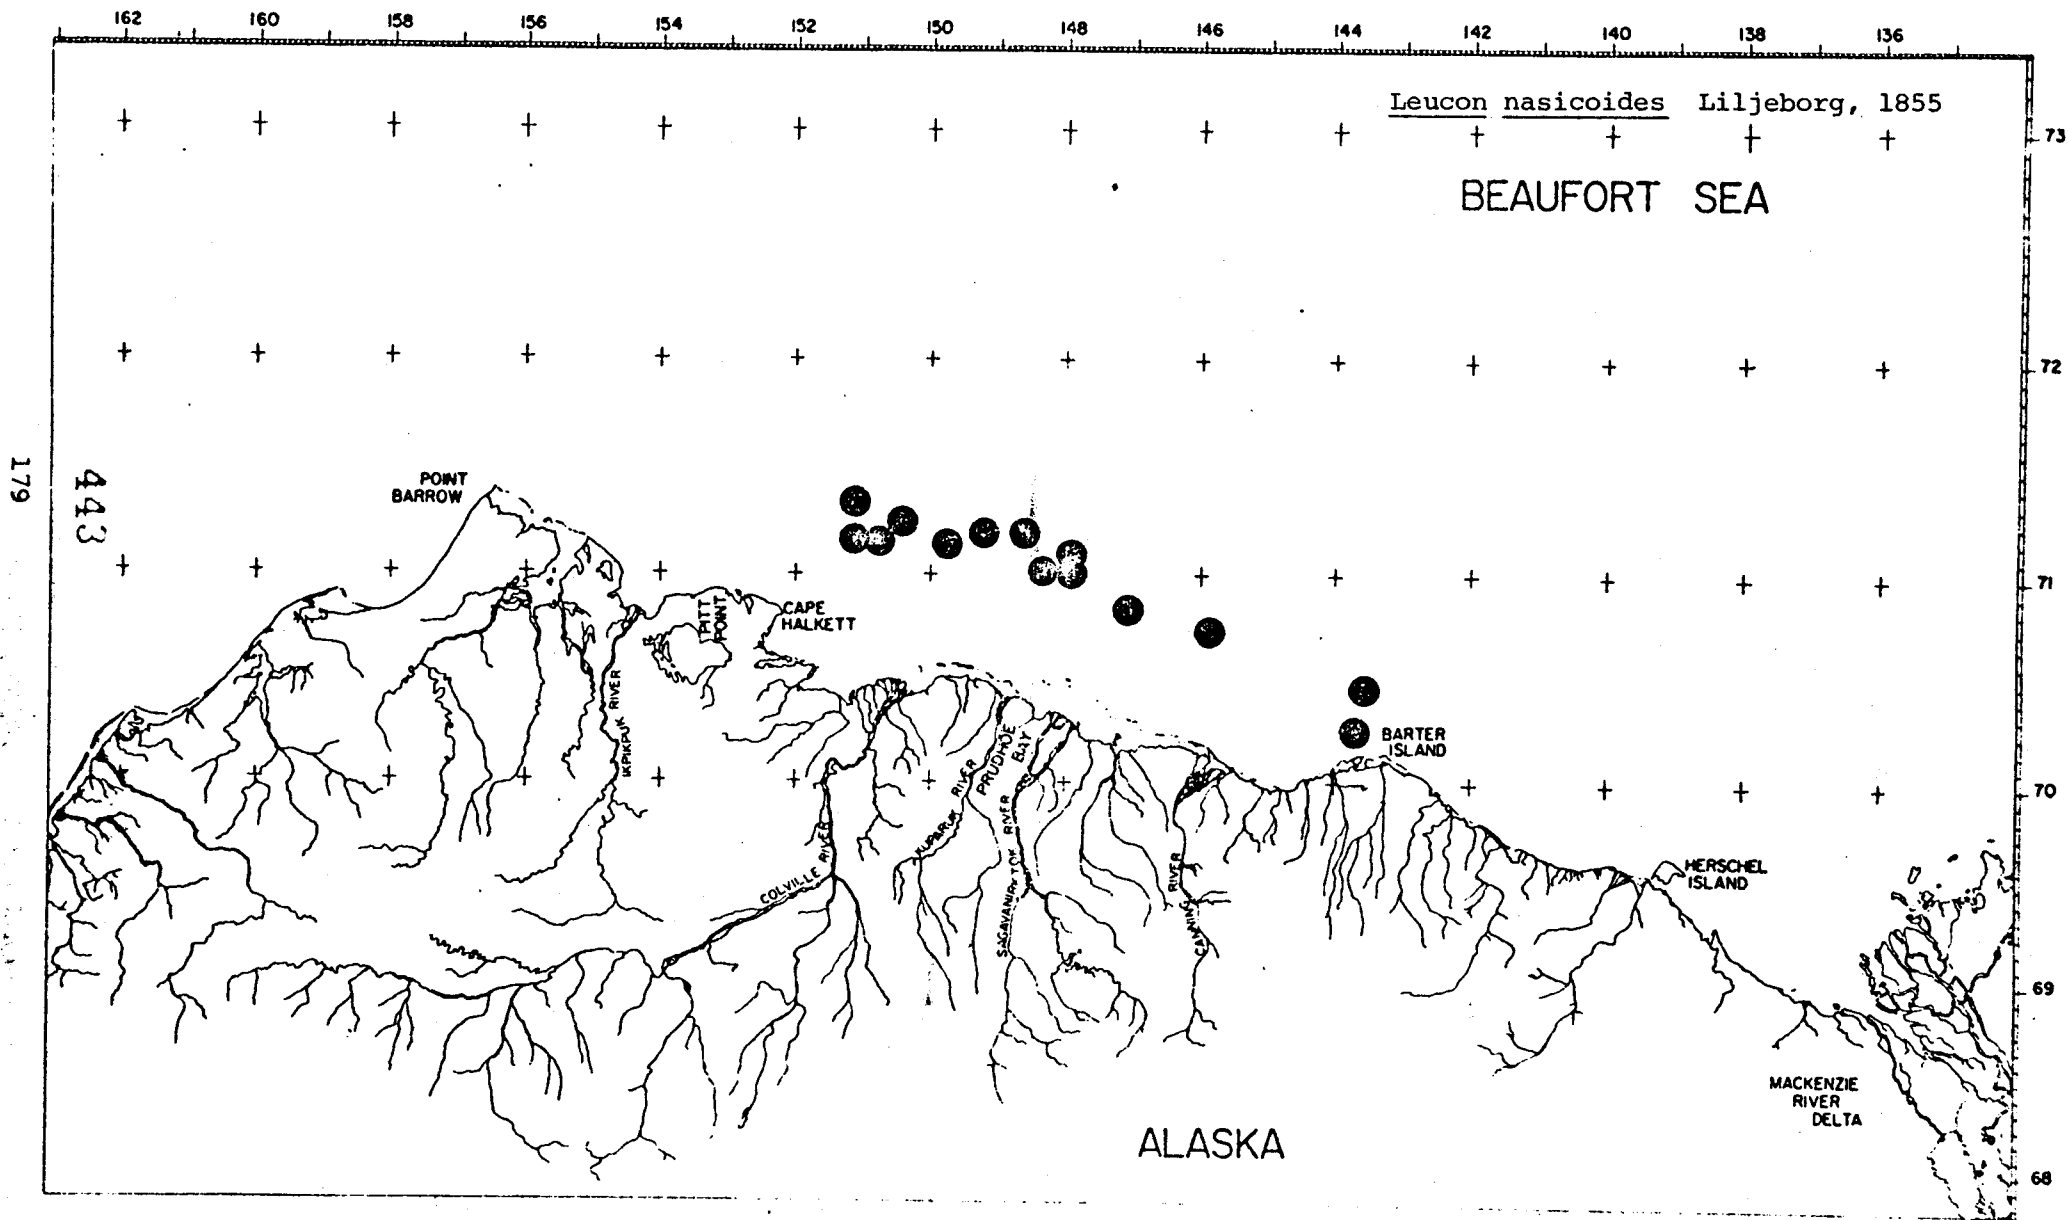 162 160 158 156 154 152 150 148 146 144 142 140 138 136
Leucon nasicoides Liljeborg, 1855
73
BEAUFORT SEA
72
179
443
POINT
BARROW
71
PITT
POINT
CAPE
HALKETT
IKPIKPUK RIVER
PRUDHOE
BAY
BARTER
ISLAND
70
KUPARUK RIVER
COLVILLE RIVER
SAGAVANIRKTOK RIVER
CANNING RIVER
HERSCHEL
ISLAND
69
MACKENZIE
RIVER
DELTA
ALASKA
68